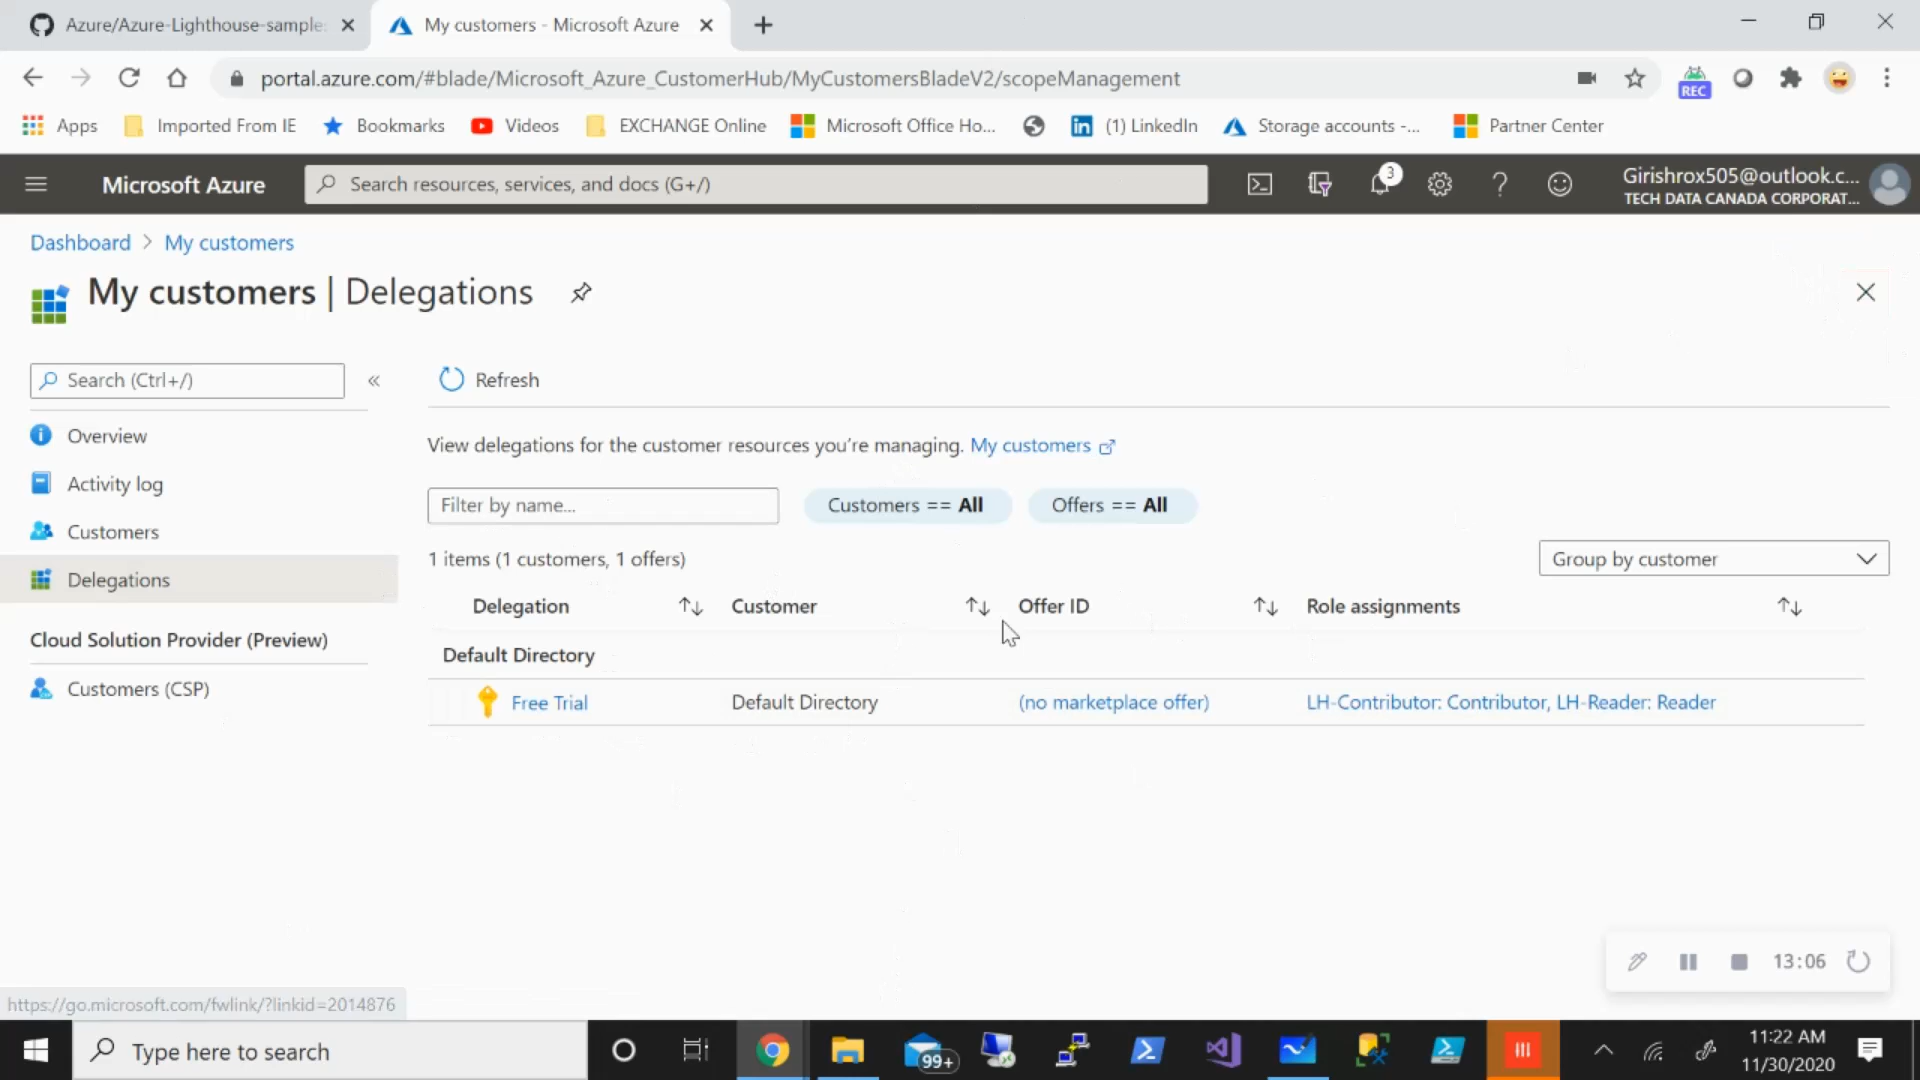 Azure/Azure-Lighthouse-sample
My customers - Microsoft Azure
portal.azure.com/#blade/Microsoft_Azure_CustomerHub/MyCustomersBladeV2/scopeManagement
REC
Apps
Imported From IE
Bookmarks
Videos
EXCHANGE Online
Microsoft Office Ho...
(1) LinkedIn
Storage accounts -...
Partner Center
Microsoft Azure
Search resources, services, and docs (G+/)
3
Girishrox505@outlook.c...
TECH DATA CANADA CORPORAT...
Dashboard > My customers
My customers | Delegations
Search (Ctrl+/)
«
Refresh
Overview
Activity log
Customers
Delegations
Cloud Solution Provider (Preview)
Customers (CSP)
View delegations for the customer resources you're managing. My customers
Filter by name...
Customers == All
Offers == All
1 items (1 customers, 1 offers)
Group by customer
Delegation
Customer
Offer ID
Role assignments
Default Directory
Free Trial
Default Directory
(no marketplace offer)
LH-Contributor: Contributor, LH-Reader: Reader
13:06
https://go.microsoft.com/fwlink/?linkid=2014876
Type here to search
99+
11:22 AM
11/30/2020